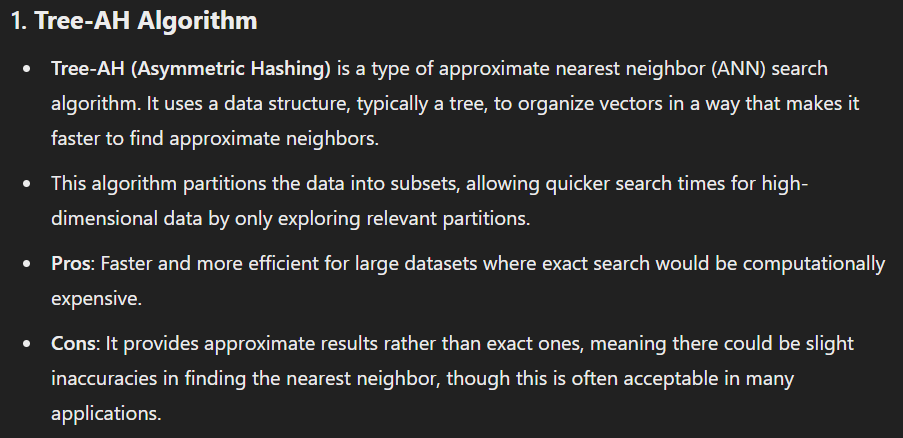 1. Tree-AH Algorithm
• Tree-AH (Asymmetric Hashing) is a type of approximate nearest neighbor (ANN) search
algorithm. It uses a data structure, typically a tree, to organize vectors in a way that makes it
faster to find approximate neighbors.
• This algorithm partitions the data into subsets, allowing quicker search times for high-
dimensional data by only exploring relevant partitions.
• Pros: Faster and more efficient for large datasets where exact search would be computationally
expensive.
• Cons: It provides approximate results rather than exact ones, meaning there could be slight
inaccuracies in finding the nearest neighbor, though this is often acceptable in many
applications.